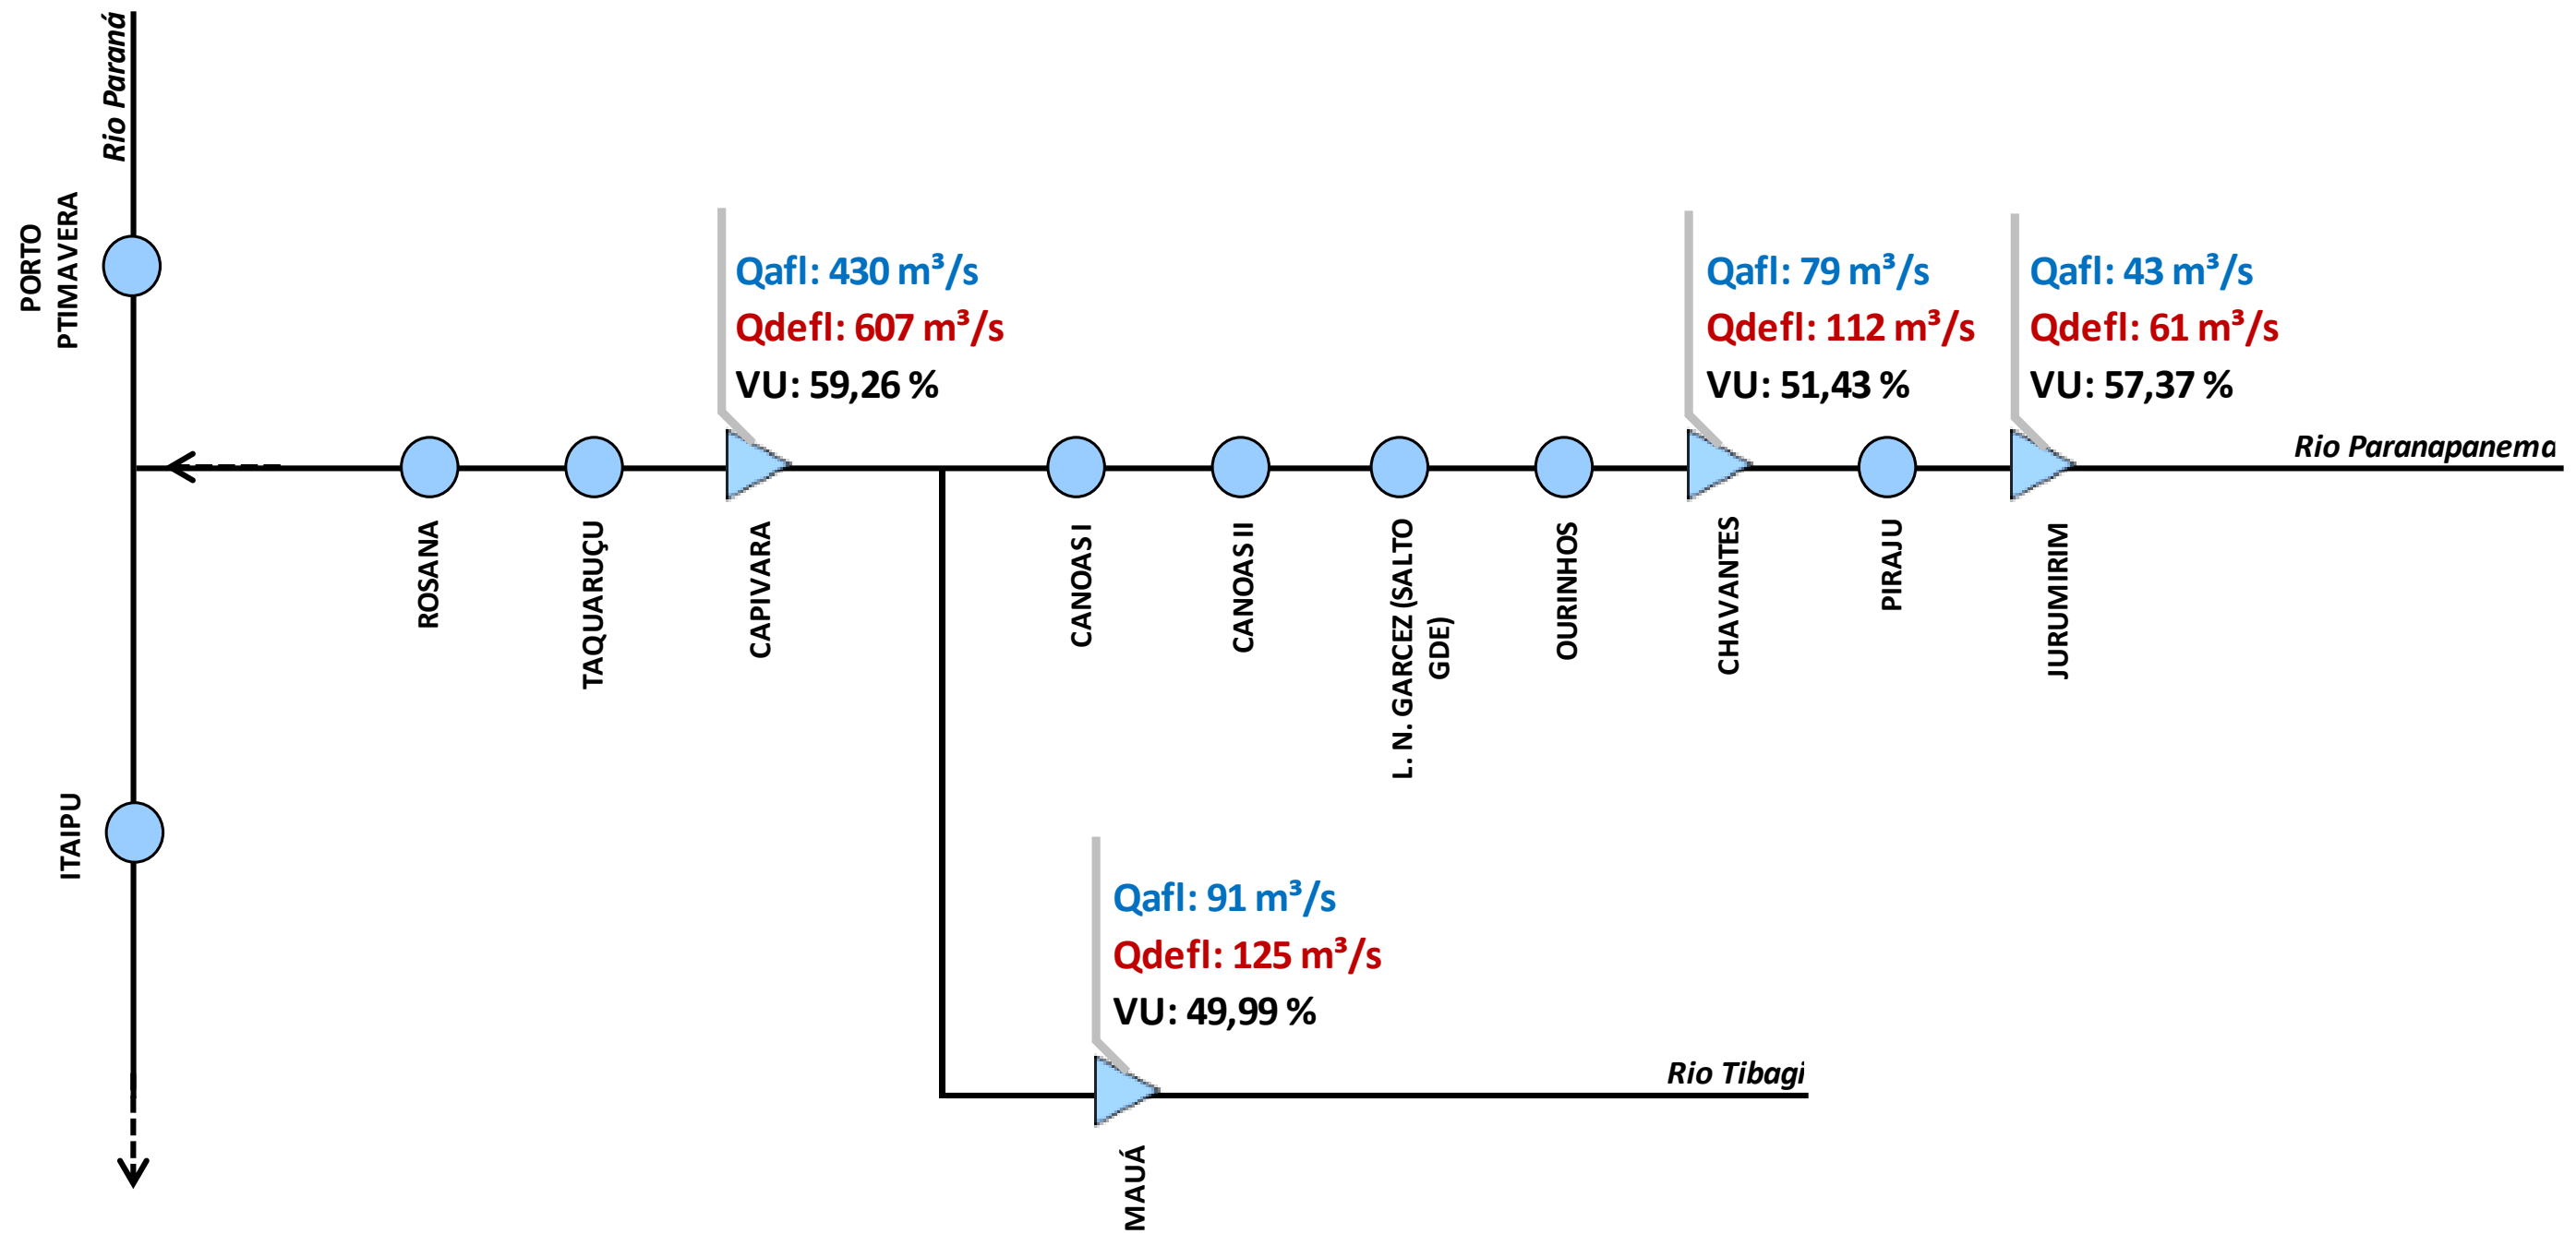 Rio Paraná
PORTO
PTIMAVERA
Qafl: 430 m³/s
Qdefl: 607 m³/s
VU: 59,26 %
Qafl: 79 m³/s
Qdefl: 112 m³/s
VU: 51,43 %
Qafl: 43 m³/s
Qdefl: 61 m³/s
VU: 57,37 %
Rio Paranapanema
ROSANA
TAQUARUÇU
CAPIVARA
CANOAS I
CANOAS II
L. N. GARCEZ (SALTO
GDE)
OURINHOS
CHAVANTES
PIRAJU
JURUMIRIM
ITAIPU
Qafl: 91 m³/s
Qdefl: 125 m³/s
VU: 49,99 %
Rio Tibagi
MAUÁ